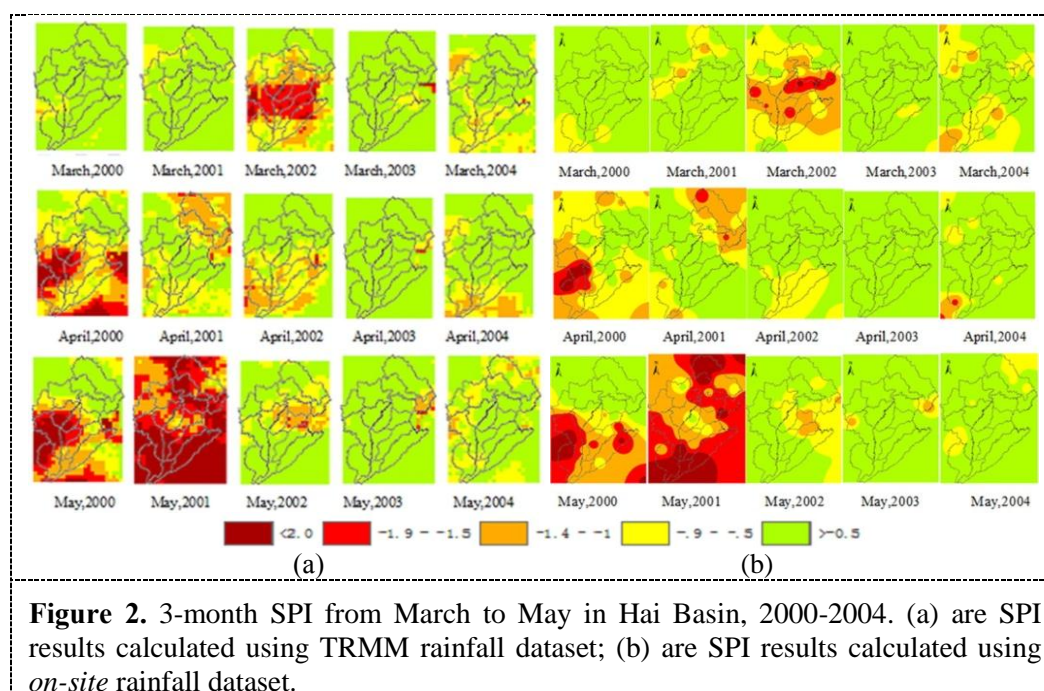 March,2000 March,2001 March,2002 March,2003 March,2004 March,2000 March,2001 March,2002 March,2003 March,2004
April,2000 April,2001 April,2002 April,2003 April,2004 April,2000 April,2001 April,2002 April,2003 April,2004
May,2000 May,2001 May,2002 May,2003 May,2004 May,2000 May,2001 May,2002 May,2003 May,2004
<2.0 -1.9 - -1.5 -1.4 - -1 -.9 - -.5 >-0.5
(a) (b)
Figure 2. 3-month SPI from March to May in Hai Basin, 2000-2004. (a) are SPI
results calculated using TRMM rainfall dataset; (b) are SPI results calculated using
on-site rainfall dataset.